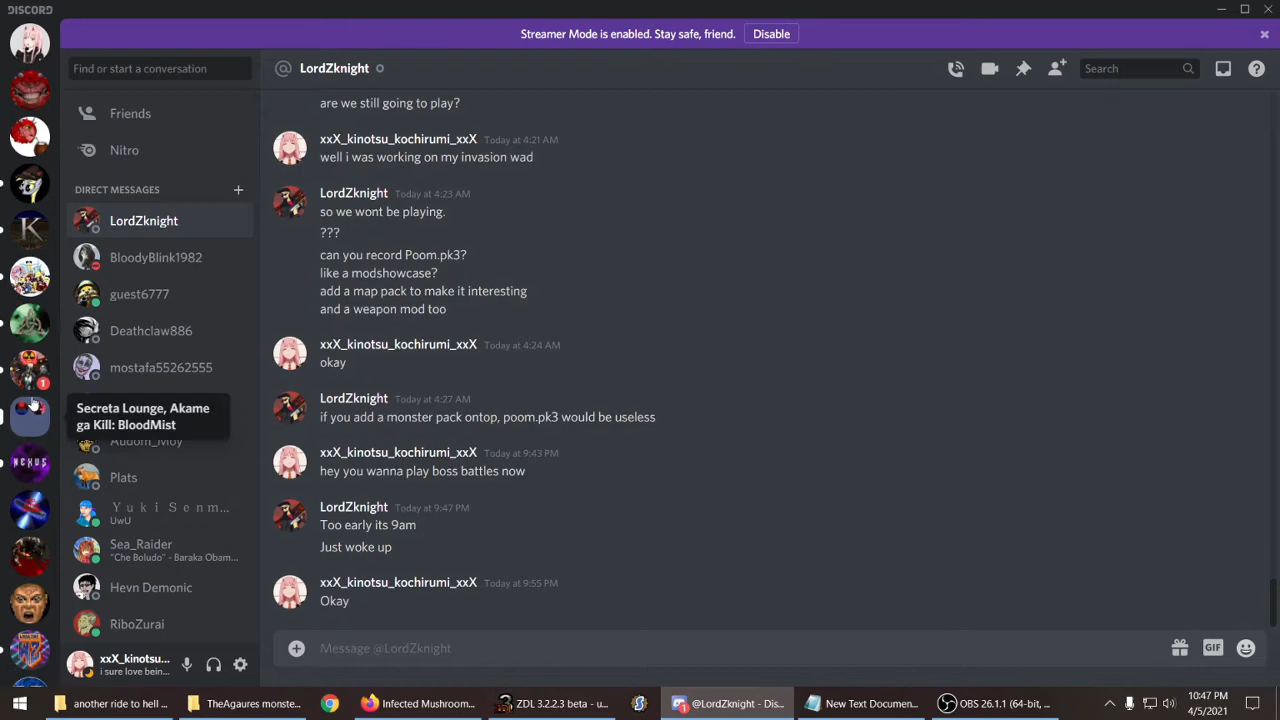 DISCORD
Streamer Mode is enabled. Stay safe, friend.
Disable
Find or start a conversation
LordZknight
Search
Friends
Nitro
DIRECT MESSAGES
LordZknight
BloodyBlink1982
guest6777
Deathclaw886
mostafa55262555
Secreta Lounge, Akame
ga Kill: BloodMist
Plats
Y u k i S e n m...
UwU
Sea_Raider
"Che Boludo" - Baraka Obam...
Hevn Demonic
RiboZurai
xxX_kinotsu...
i sure love bein...
1
K
NEXUS
are we still going to play?
xxX_kinotsu_kochirumi_xxX Today at 4:21 AM
well i was working on my invasion wad
LordZknight Today at 4:23 AM
so we wont be playing.
???
can you record Poom.pk3?
like a modshowcase?
add a map pack to make it interesting
and a weapon mod too
xxX_kinotsu_kochirumi_xxX Today at 4:24 AM
okay
LordZknight Today at 4:27 AM
if you add a monster pack ontop, poom.pk3 would be useless
xxX_kinotsu_kochirumi_xxX Today at 9:43 PM
hey you wanna play boss battles now
LordZknight Today at 9:47 PM
Too early its 9am
Just woke up
xxX_kinotsu_kochirumi_xxX Today at 9:55 PM
Okay
Message @LordZknight
GIF
another ride to hell ...
TheAgaures monste...
Infected Mushroom...
ZDL 3.2.2.3 beta - u...
1
@LordZknight - Dis...
New Text Documen...
OBS 26.1.1 (64-bit, ...
10:47 PM
4/5/2021